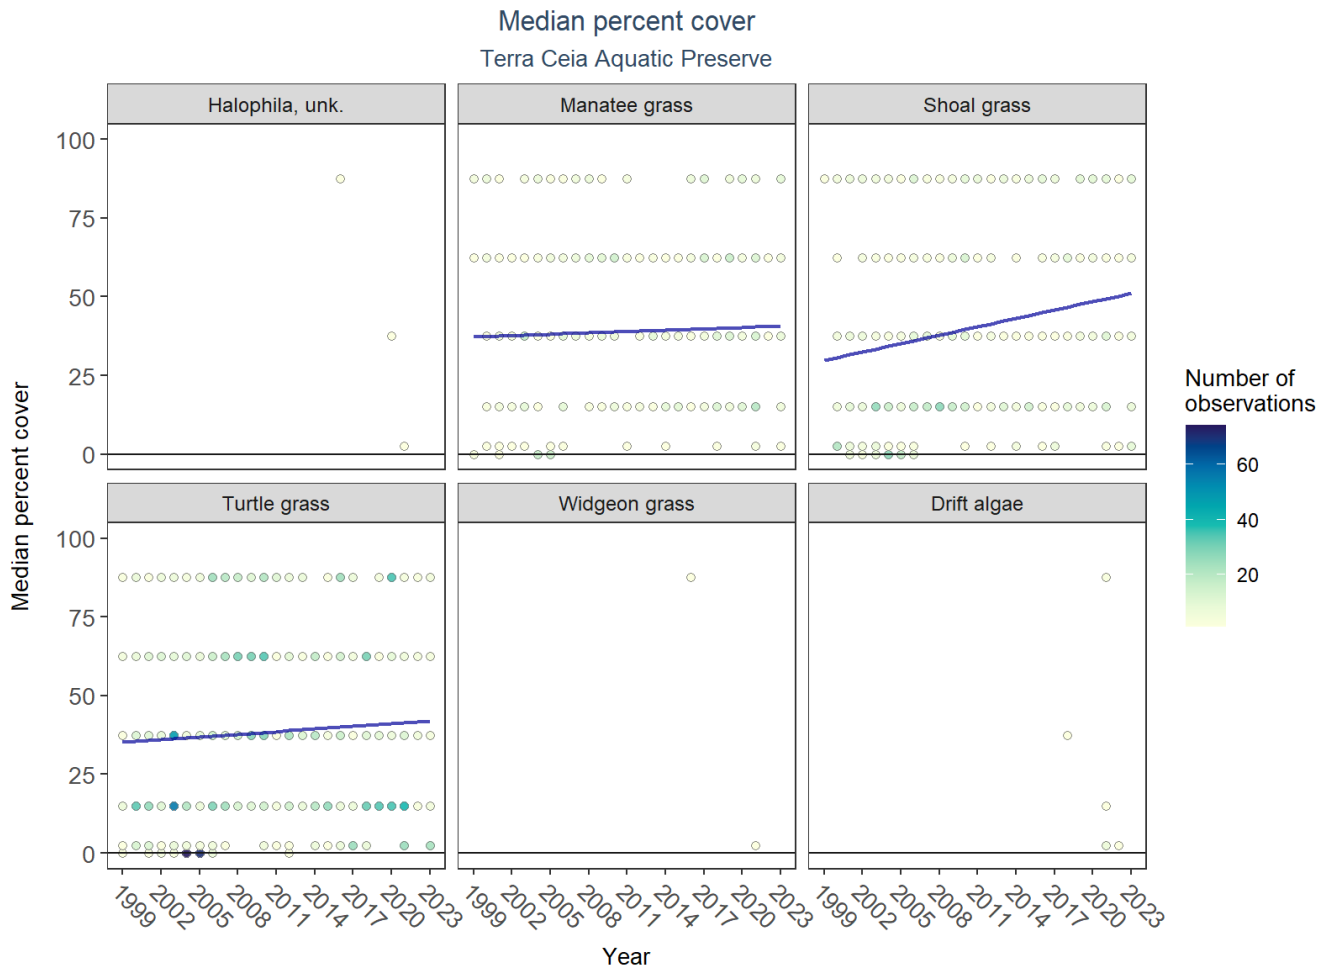 Median percent cover
Terra Ceia Aquatic Preserve
Halophila, unk.
Manatee grass
Shoal grass
100
75
50
25
0
Median percent cover
Turtle grass
Widgeon grass
Drift algae
100
75
50
25
0
1999 2002 2005 2008 2011 2014 2017 2020 2023
1999 2002 2005 2008 2011 2014 2017 2020 2023
1999 2002 2005 2008 2011 2014 2017 2020 2023
Year
Number of
observations
60
40
20